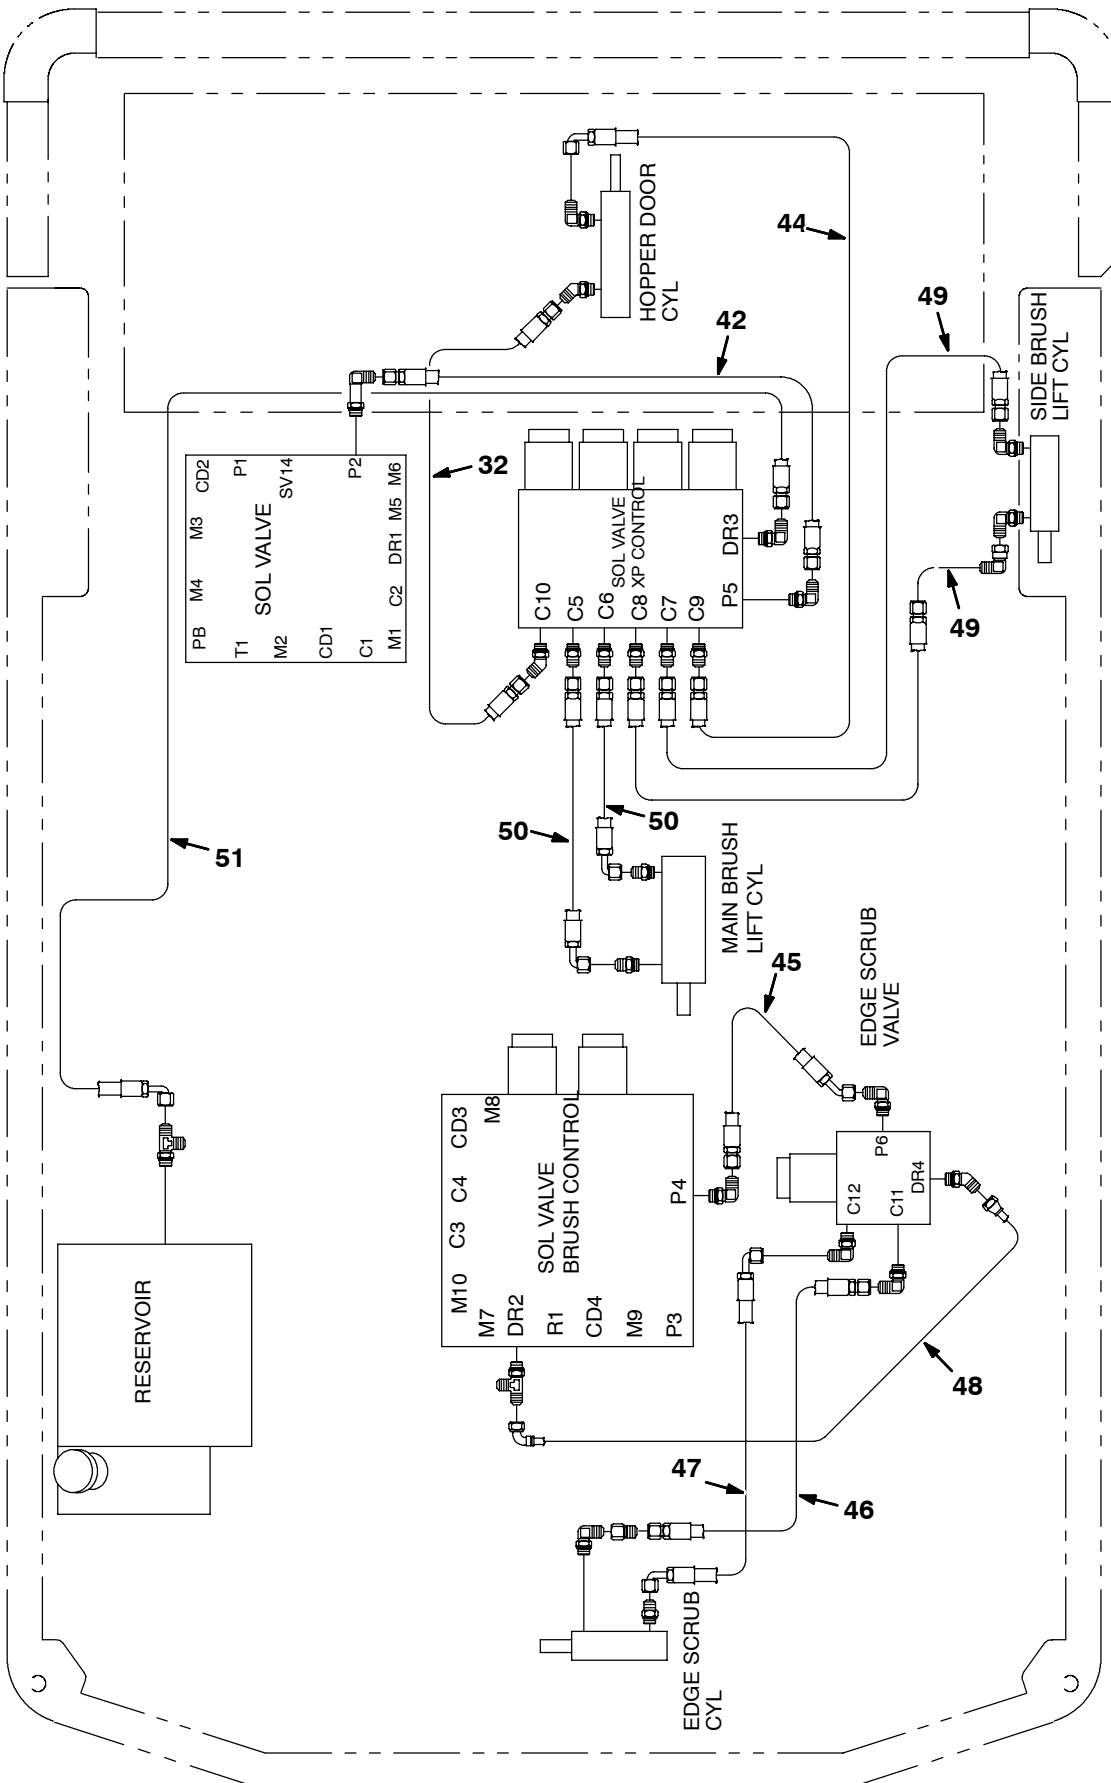 HOPPER DOOR
CYL
44
42
49
SIDE BRUSH
LIFT CYL
32
PB
M4
M3
CD2
T1
P1
M2
SOL VALVE
SV14
CD1
C1
P2
M1
C2
DR1
M5
M6
C10
C5
C6
C8
C7
C9
SOL VALVE
XP CONTROL
DR3
P5
49
51
50
50
MAIN BRUSH
LIFT CYL
45
EDGE SCRUB
VALVE
M10
C3
C4
CD3
M7
M8
DR2
R1
SOL VALVE
BRUSH CONTROL
CD4
M9
P3
P4
P6
C12
C11
DR4
RESERVOIR
48
47
46
EDGE SCRUB
CYL